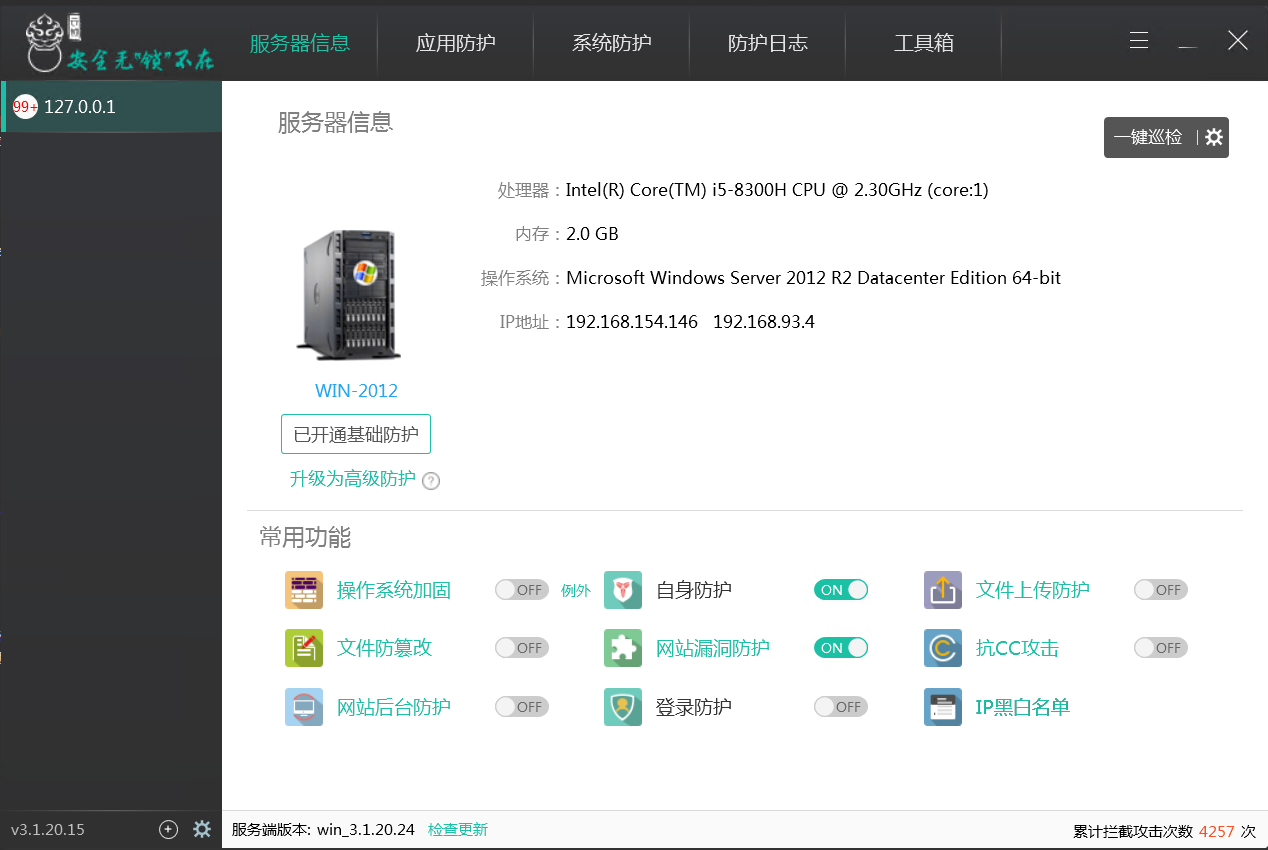 云锁
安全无"锁"不在
服务器信息 应用防护 系统防护 防护日志 工具箱
99+ 127.0.0.1
服务器信息
一键巡检
处理器： Intel(R) Core(TM) i5-8300H CPU @ 2.30GHz (core:1)
内存： 2.0 GB
操作系统： Microsoft Windows Server 2012 R2 Datacenter Edition 64-bit
IP地址： 192.168.154.146 192.168.93.4
WIN-2012
已开通基础防护
升级为高级防护 ?
常用功能
操作系统加固 OFF 例外 自身防护 ON 文件上传防护 OFF
文件防篡改 OFF 网站漏洞防护 ON 抗CC攻击 OFF
网站后台防护 OFF 登录防护 OFF IP黑白名单
v3.1.20.15
服务端版本: win_3.1.20.24 检查更新
累计拦截攻击次数 4257 次